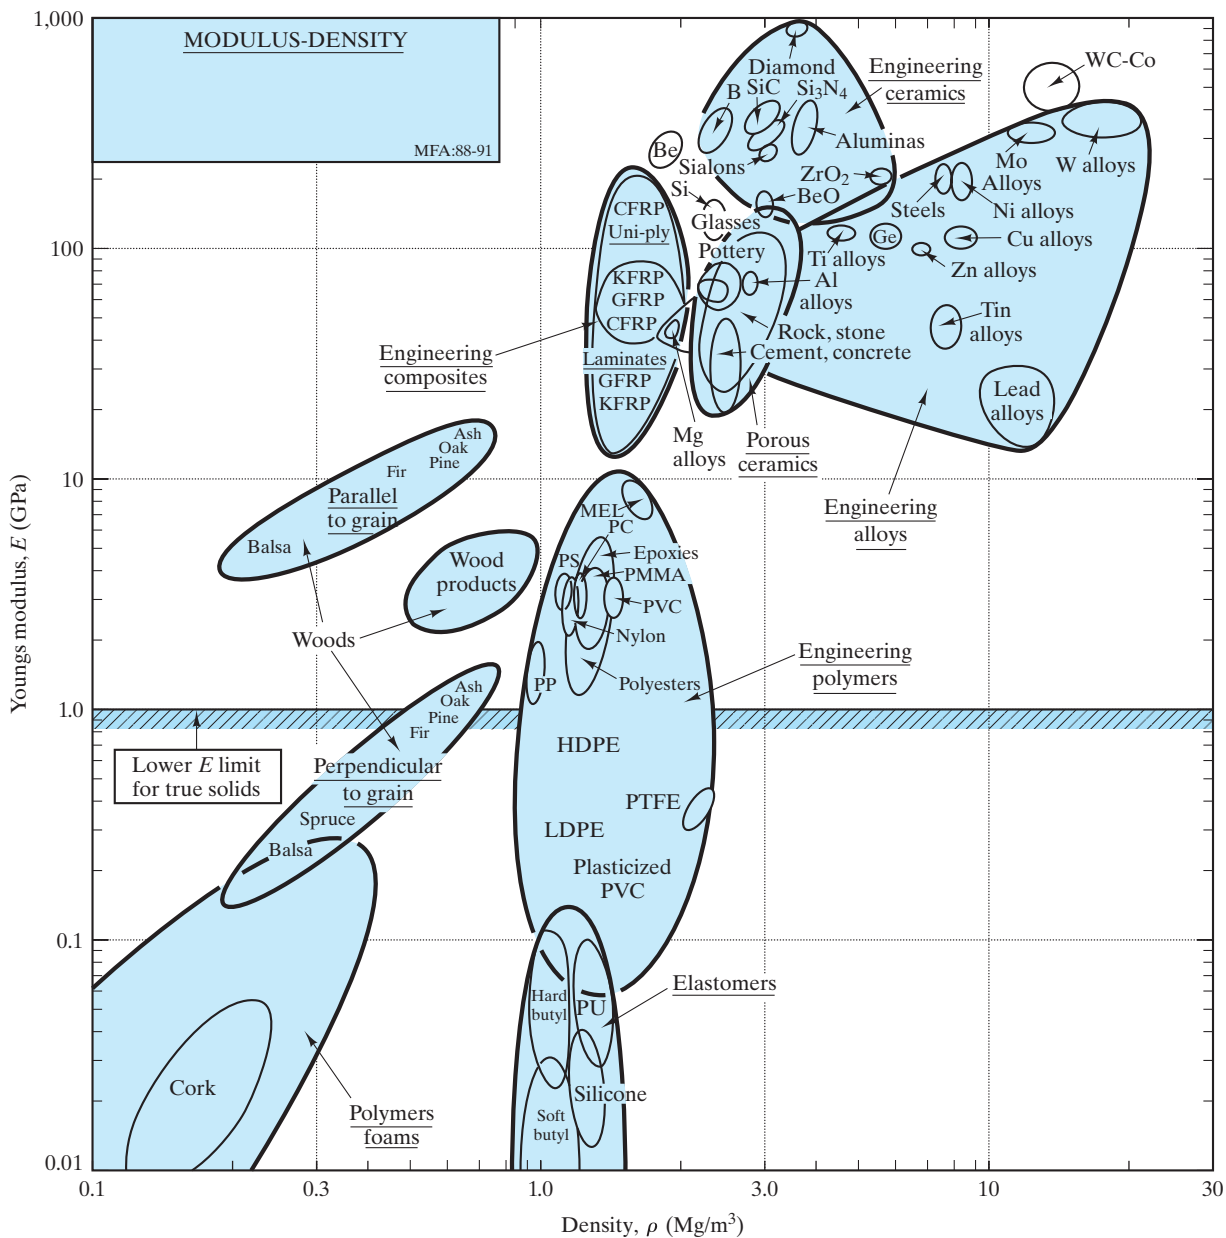 1,000
100
10
1.0
0.1
0.01
Youngs modulus, E (GPa)
MODULUS-DENSITY
MFA:88-91
Diamond
B
SiC
Si₃N₄
Engineering
ceramics
WC-Co
Be
Sialons
Aluminas
Mo
Alloys
W alloys
ZrO₂
Si
BeO
Steels
Ni alloys
CFRP
Uni-ply
Glasses
Pottery
Ti alloys
Ge
Cu alloys
Zn alloys
KFRP
GFRP
CFRP
Al
alloys
Tin
alloys
Rock, stone
Cement, concrete
Engineering
composites
Laminates
GFRP
KFRP
Lead
alloys
Mg
alloys
Porous
ceramics
Engineering
alloys
Ash
Oak
Pine
Fir
Parallel
to grain
Balsa
MEL
PC
PS
Epoxies
PMMA
PVC
Nylon
Polyesters
PP
Wood
products
Woods
Engineering
polymers
Ash
Oak
Pine
Fir
Lower E limit
for true solids
Perpendicular
to grain
Spruce
Balsa
HDPE
PTFE
LDPE
Plasticized
PVC
Hard
butyl
PU
Elastomers
Silicone
Soft
butyl
Cork
Polymers
foams
0.1
0.3
1.0
3.0
10
30
Density, ρ (Mg/m³)